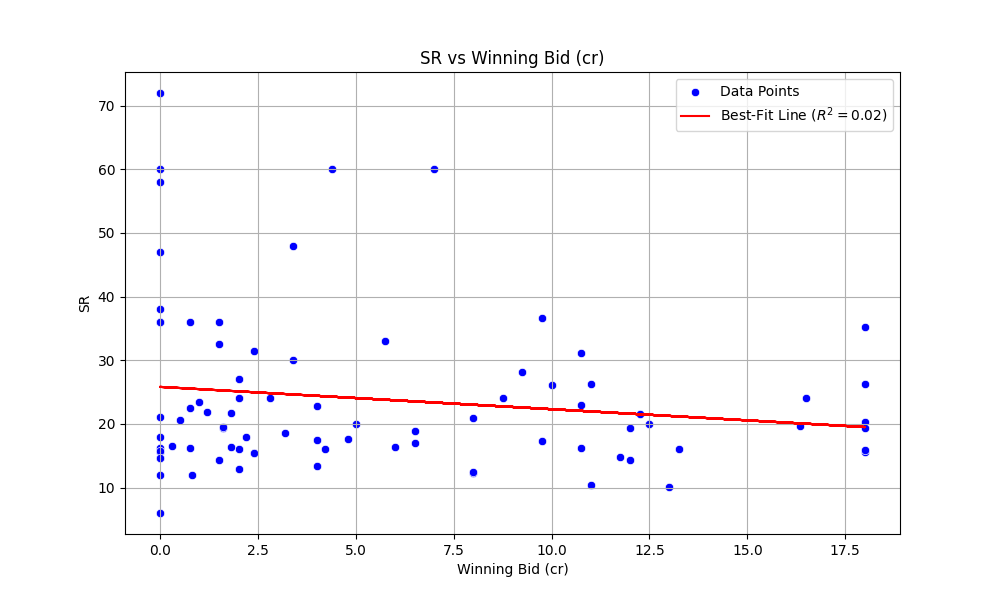 SR vs Winning Bid (cr)
Data Points
Best-Fit Line (R² = 0.02)
70
60
50
40
30
20
10
SR
0.0 2.5 5.0 7.5 10.0 12.5 15.0 17.5
Winning Bid (cr)